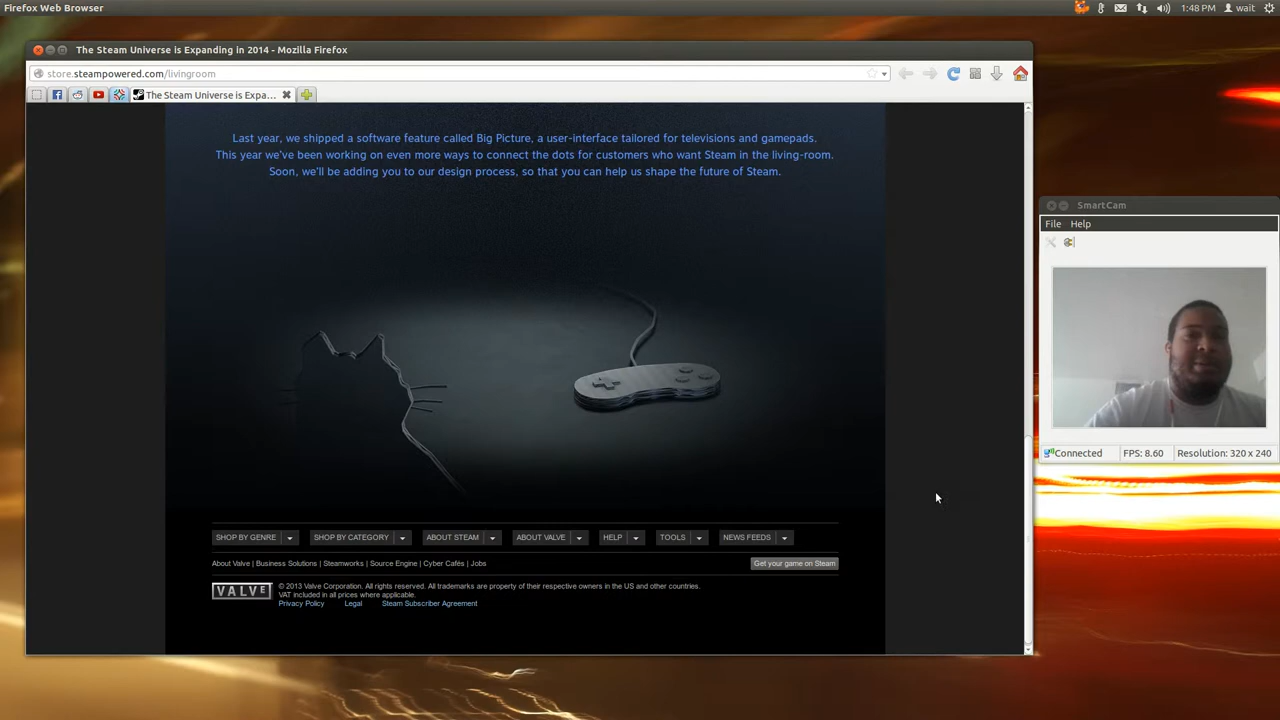 Firefox Web Browser
1:48 PM wait
The Steam Universe is Expanding in 2014 - Mozilla Firefox
store.steampowered.com/livingroom
The Steam Universe is Expa...
Last year, we shipped a software feature called Big Picture, a user-interface tailored for televisions and gamepads.
This year we've been working on even more ways to connect the dots for customers who want Steam in the living-room.
Soon, we'll be adding you to our design process, so that you can help us shape the future of Steam.
SmartCam
File Help
Connected FPS: 8.60 Resolution: 320 x 240
SHOP BY GENRE SHOP BY CATEGORY ABOUT STEAM ABOUT VALVE HELP TOOLS NEWS FEEDS
About Valve | Business Solutions | Steamworks | Source Engine | Cyber Cafés | Jobs
Get your game on Steam
VALVE
© 2013 Valve Corporation. All rights reserved. All trademarks are property of their respective owners in the US and other countries.
VAT included in all prices where applicable.
Privacy Policy Legal Steam Subscriber Agreement